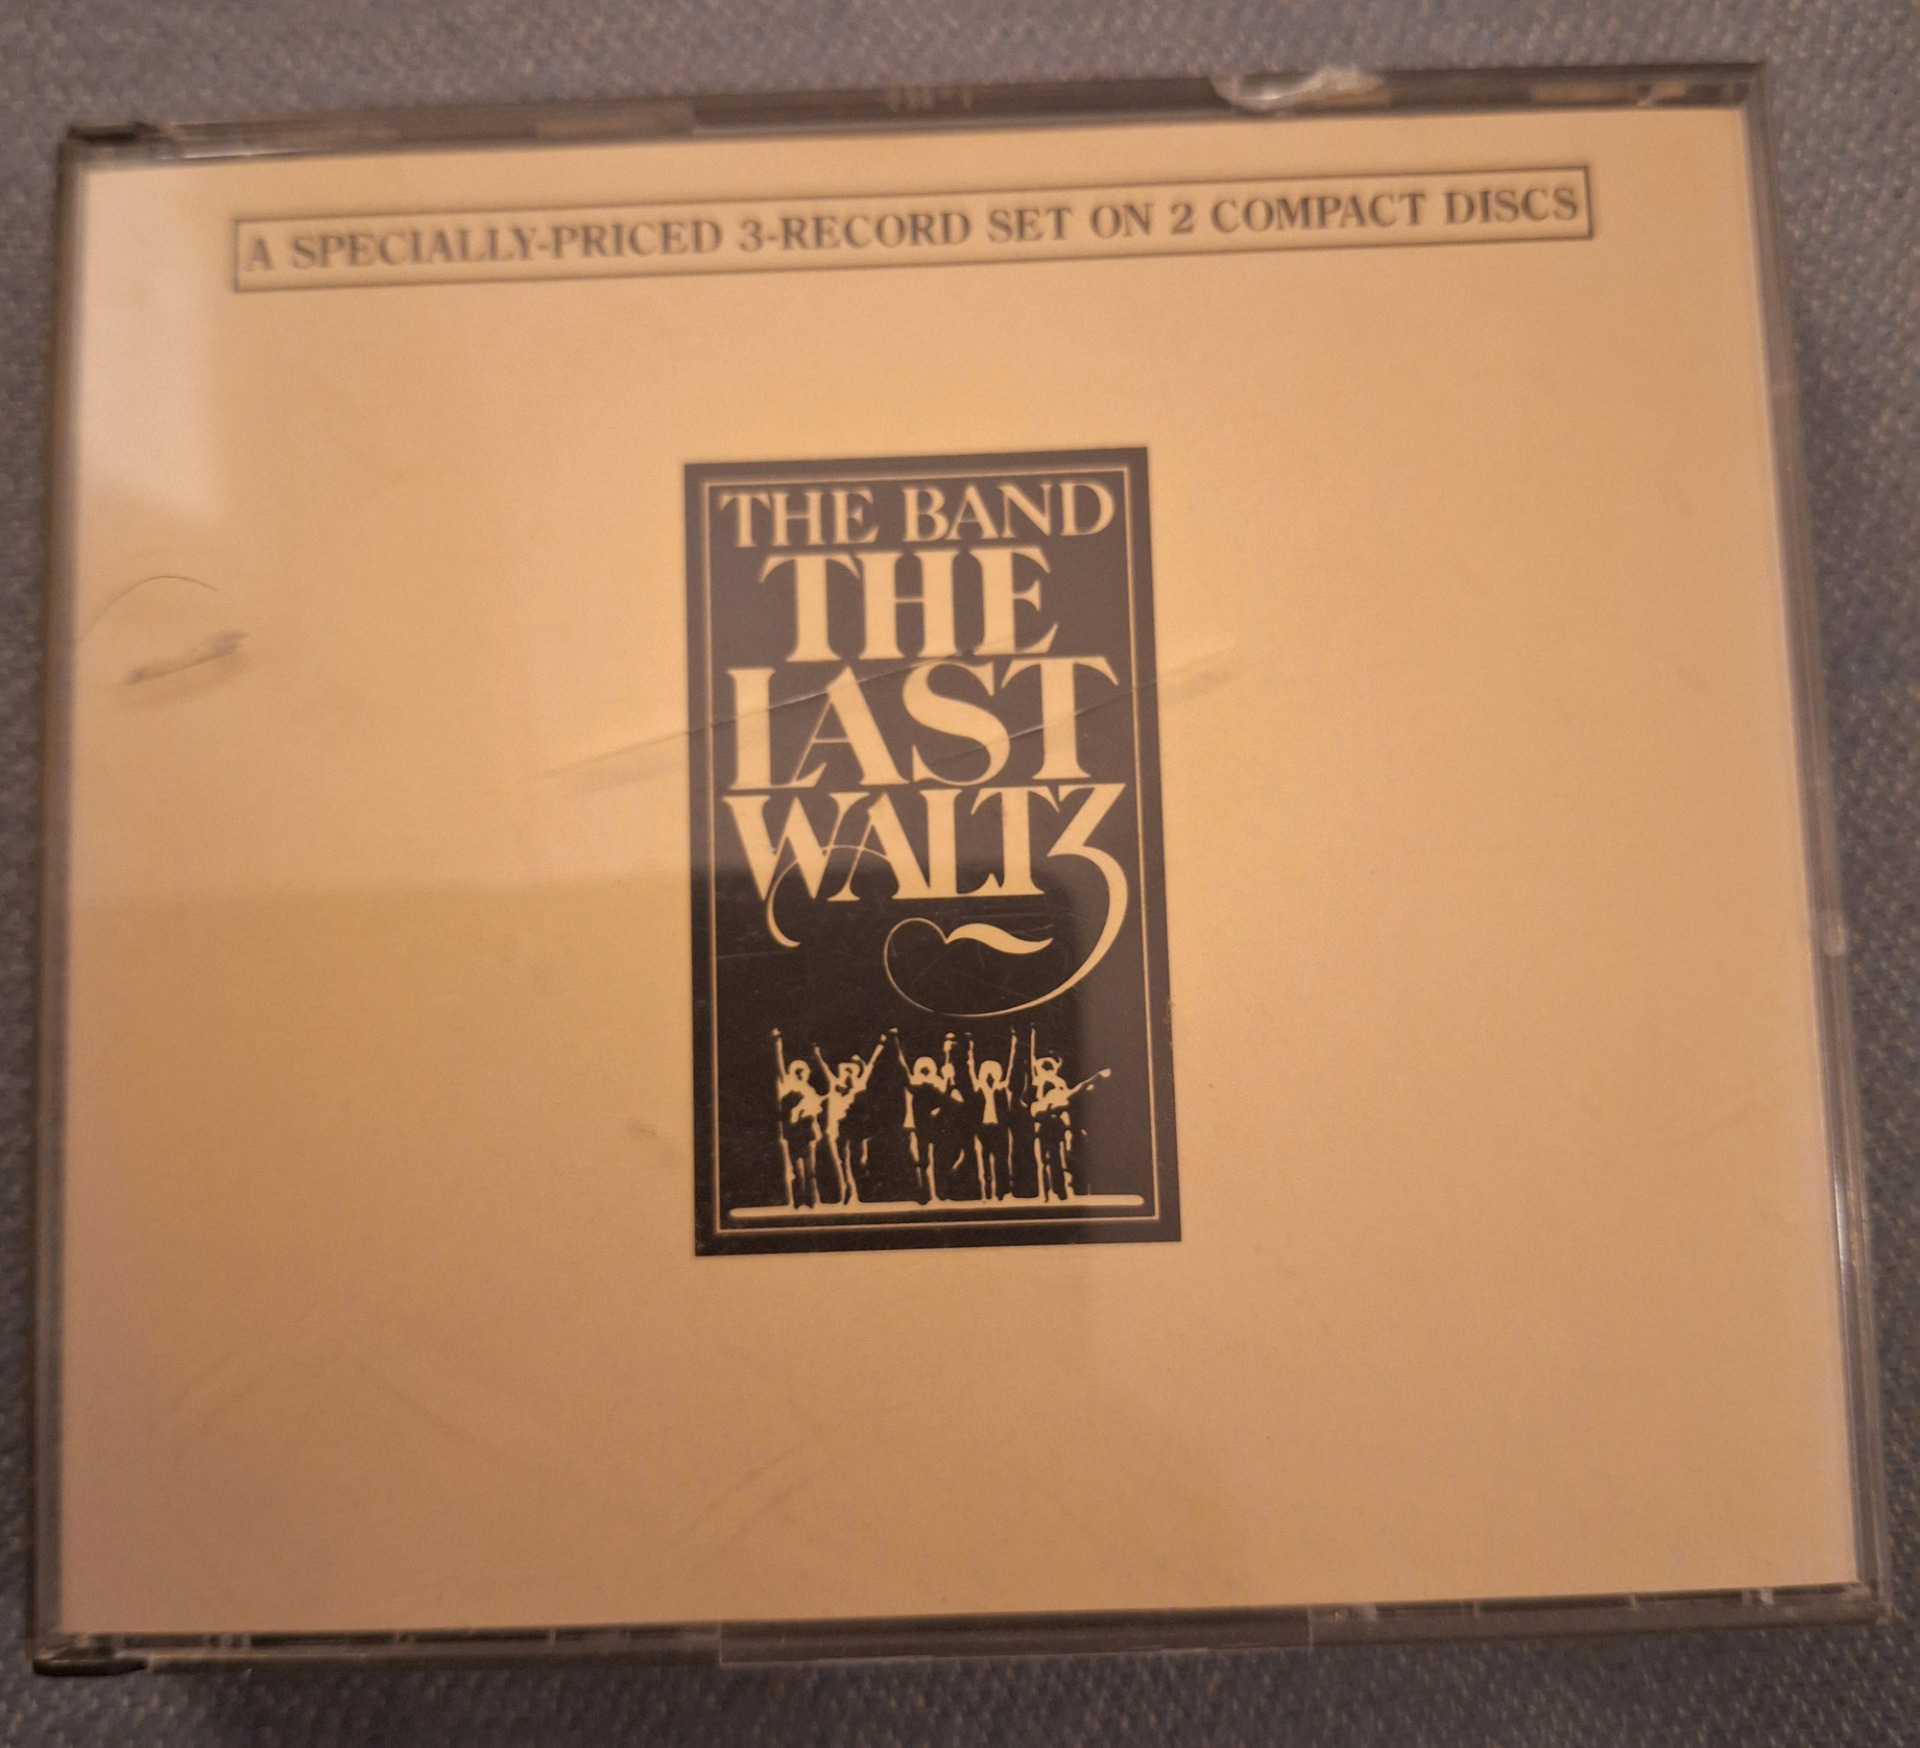 A SPECIALLY-PRICED 3-RECORD SET ON 2 COMPACT DISCS
THE BAND
THE
LAST
WALTZ